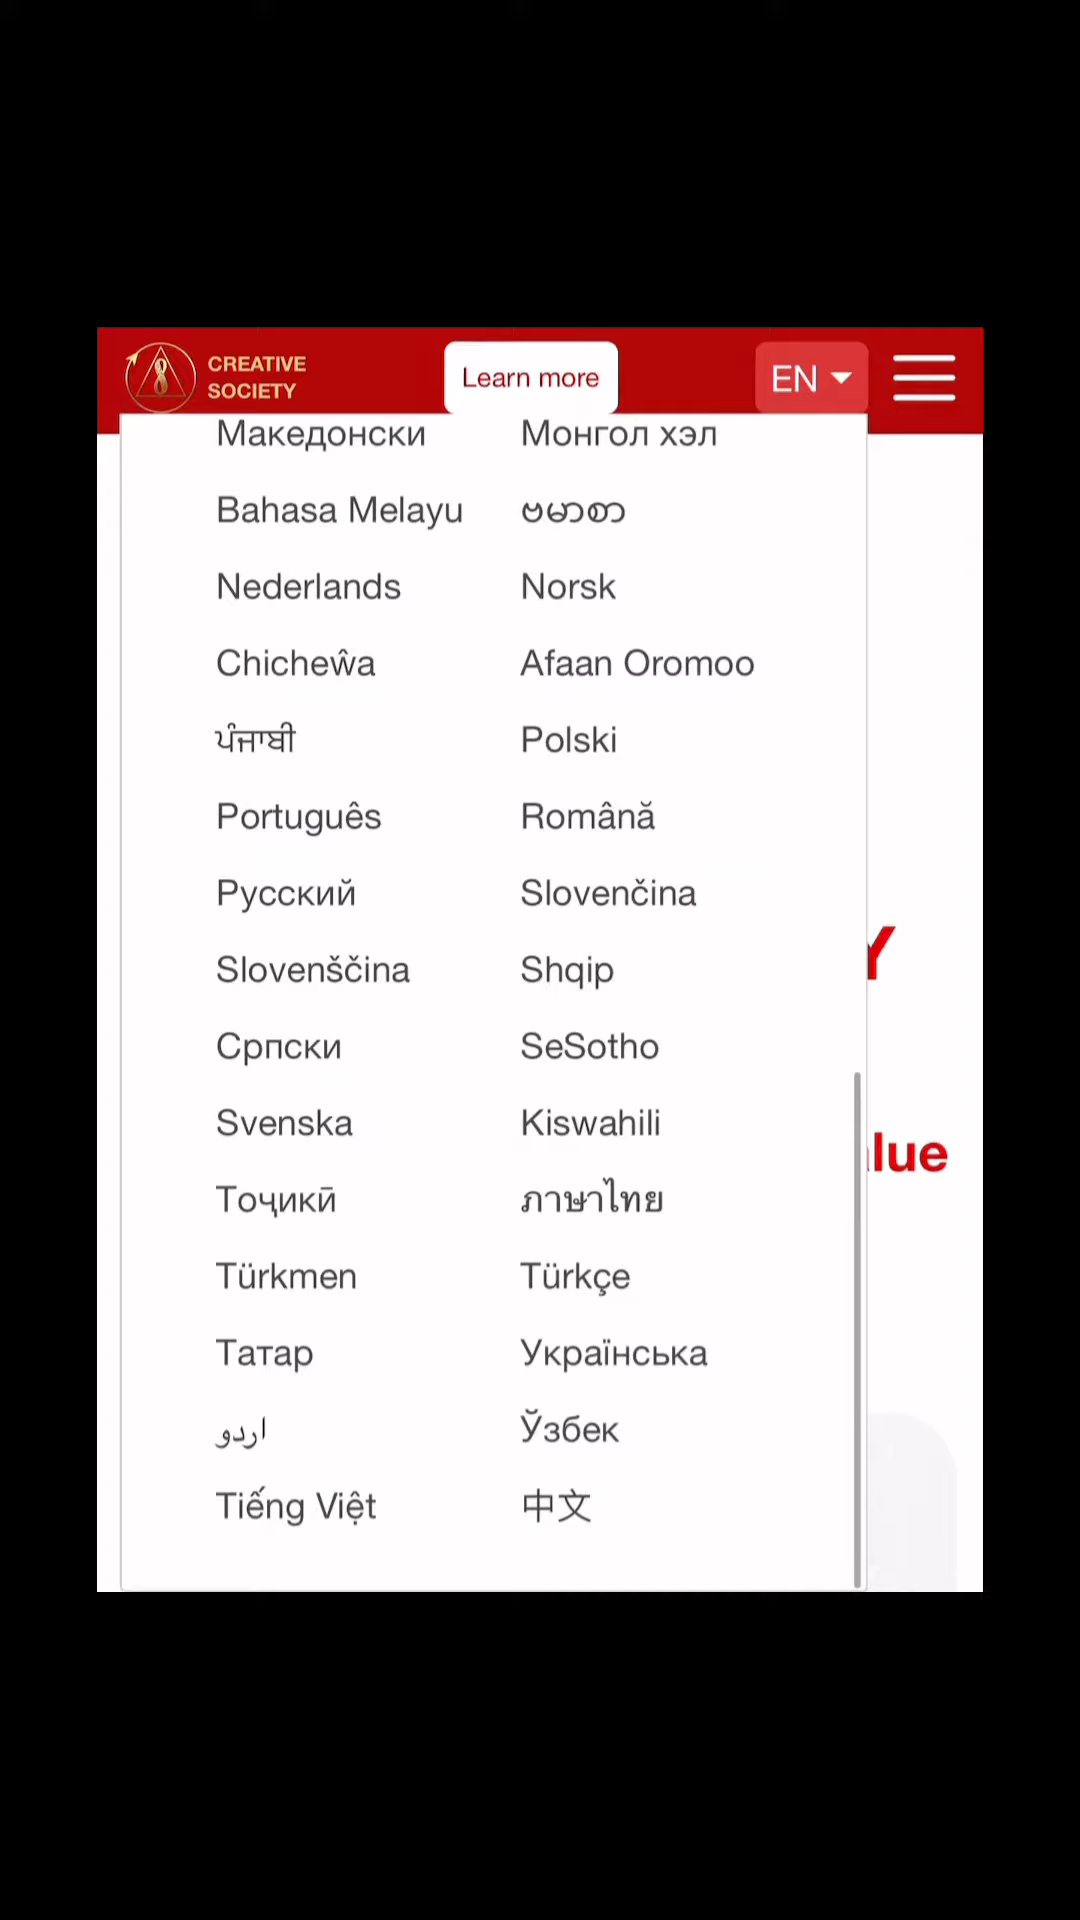 CREATIVE
SOCIETY
Learn more
EN
Македонски Монгол хэл
Bahasa Melayu ဗမာစာ
Nederlands Norsk
Chicheŵa Afaan Oromoo
ਪੰਜਾਬੀ Polski
Português Română
Русский Slovenčina
Slovenščina Shqip
Српски SeSotho
Svenska Kiswahili
Тоҷикӣ ภาษาไทย
Türkmen Türkçe
Татар Українська
اردو Ўзбек
Tiếng Việt 中文
Y
lue